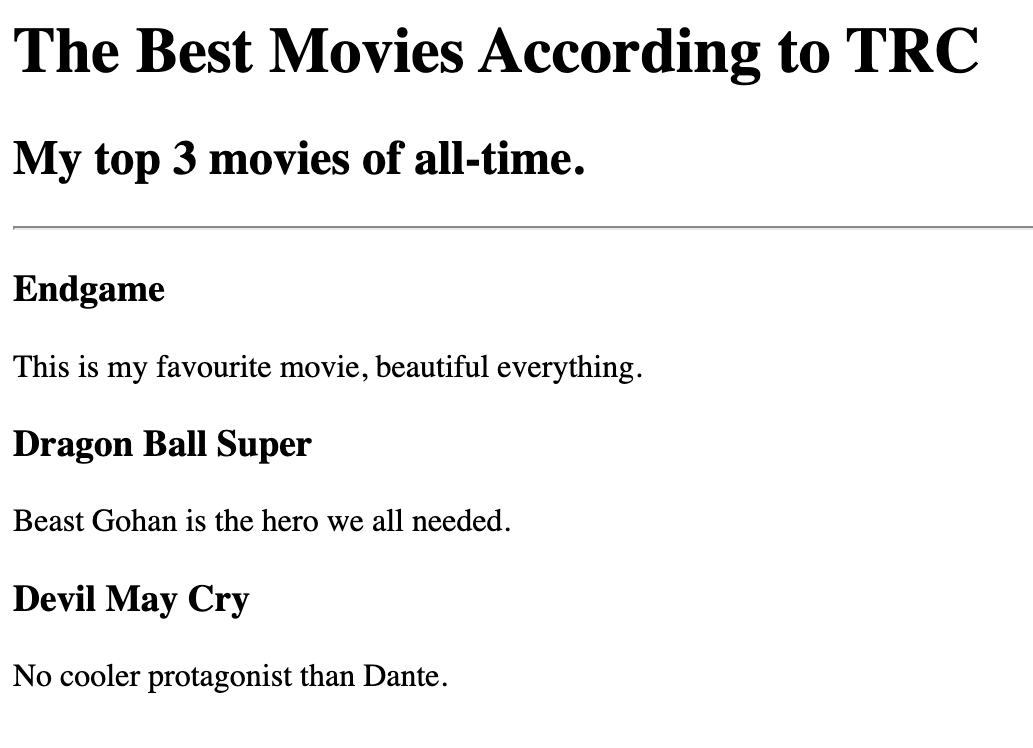 The Best Movies According to TRC
My top 3 movies of all-time.
Endgame
This is my favourite movie, beautiful everything.
Dragon Ball Super
Beast Gohan is the hero we all needed.
Devil May Cry
No cooler protagonist than Dante.